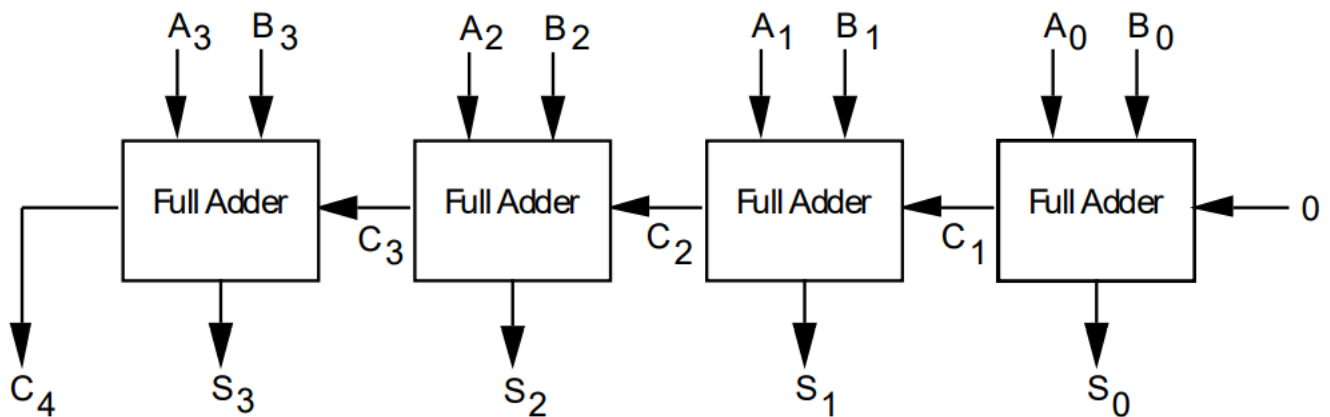 A3 B3 A2 B2 A1 B1 A0 B0
Full Adder Full Adder Full Adder Full Adder 0
C3 C2 C1
C4 S3 S2 S1 S0